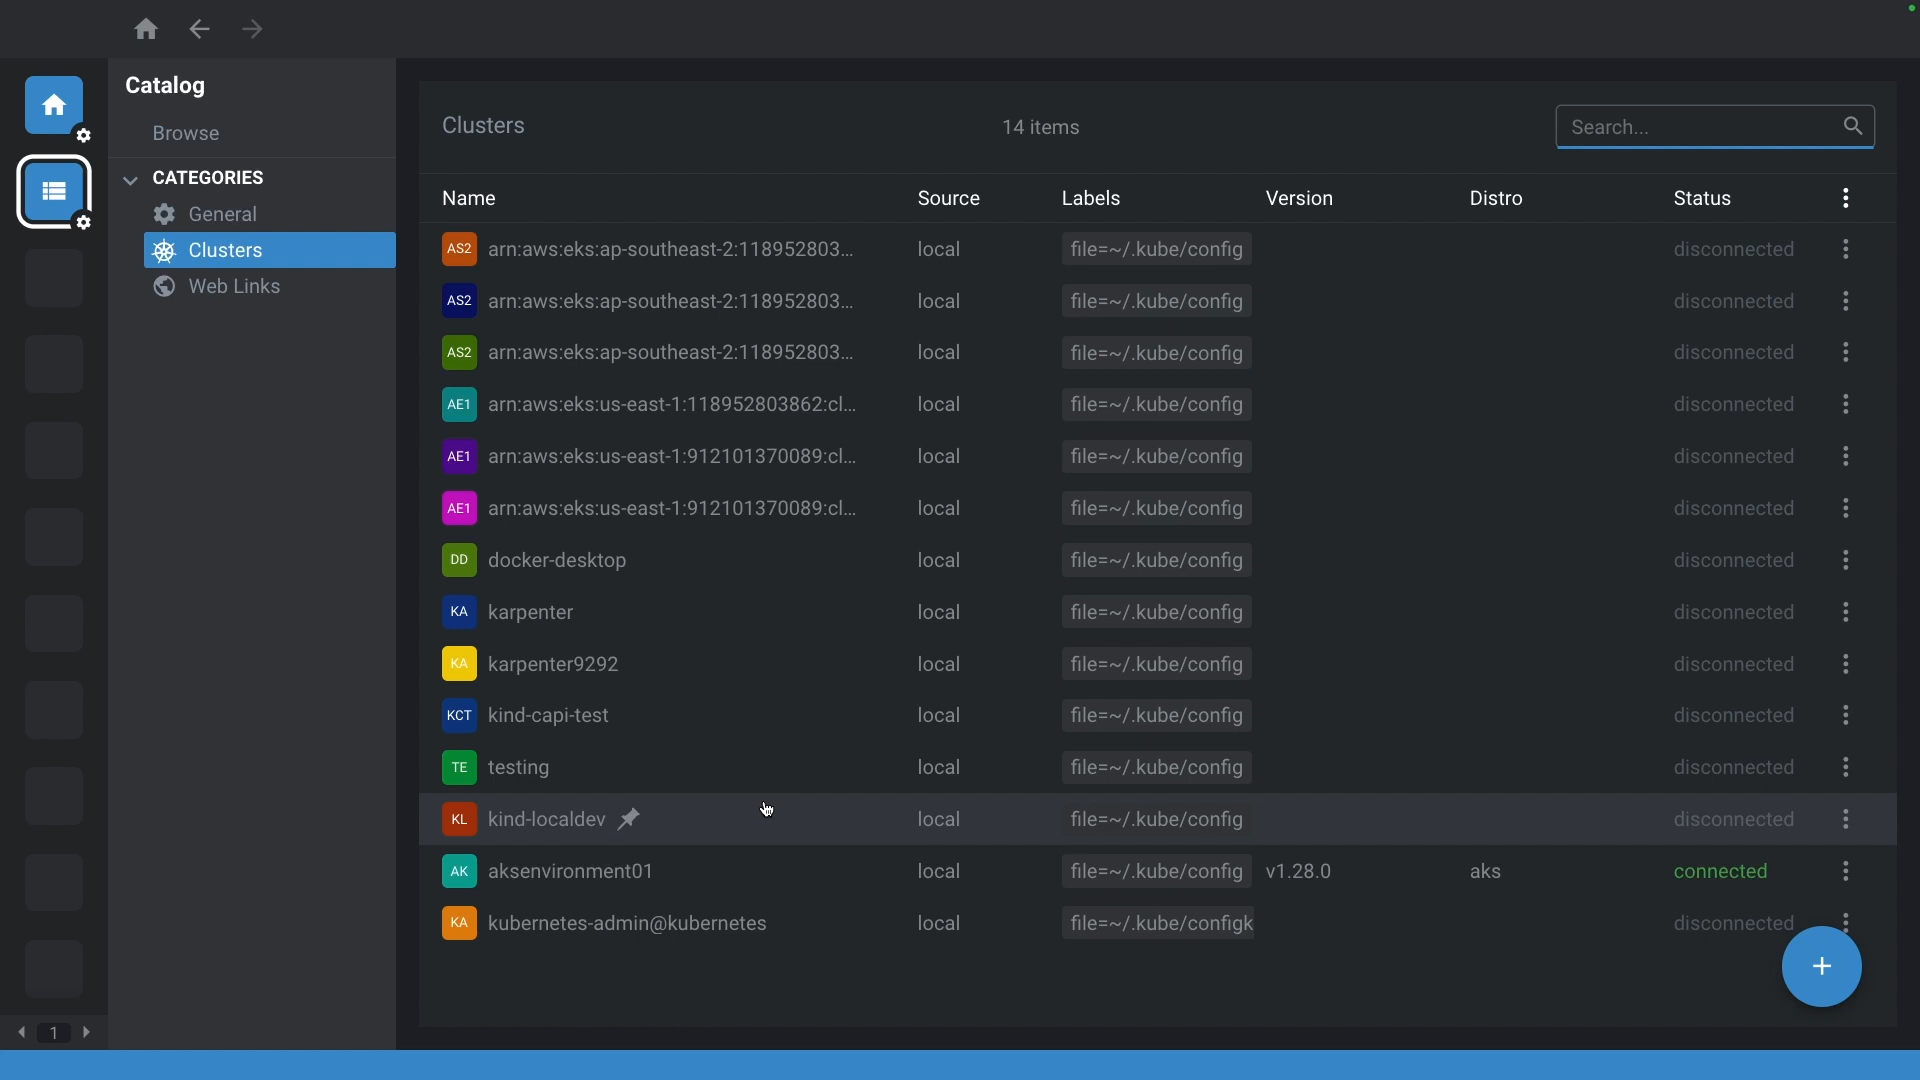 Catalog
Browse
CATEGORIES
General
Clusters
Web Links
1
Clusters
14 items
Search...
Name Source Labels Version Distro Status
AS2 arn:aws:eks:ap-southeast-2:118952803... local file=~/.kube/config disconnected
AS2 arn:aws:eks:ap-southeast-2:118952803... local file=~/.kube/config disconnected
AS2 arn:aws:eks:ap-southeast-2:118952803... local file=~/.kube/config disconnected
AE1 arn:aws:eks:us-east-1:118952803862:cl... local file=~/.kube/config disconnected
AE1 arn:aws:eks:us-east-1:912101370089:cl... local file=~/.kube/config disconnected
AE1 arn:aws:eks:us-east-1:912101370089:cl... local file=~/.kube/config disconnected
DD docker-desktop local file=~/.kube/config disconnected
KA karpenter local file=~/.kube/config disconnected
KA karpenter9292 local file=~/.kube/config disconnected
KCT kind-capi-test local file=~/.kube/config disconnected
TE testing local file=~/.kube/config disconnected
KL kind-localdev local file=~/.kube/config disconnected
AK aksenvironment01 local file=~/.kube/config v1.28.0 aks connected
KA kubernetes-admin@kubernetes local file=~/.kube/configk disconnected